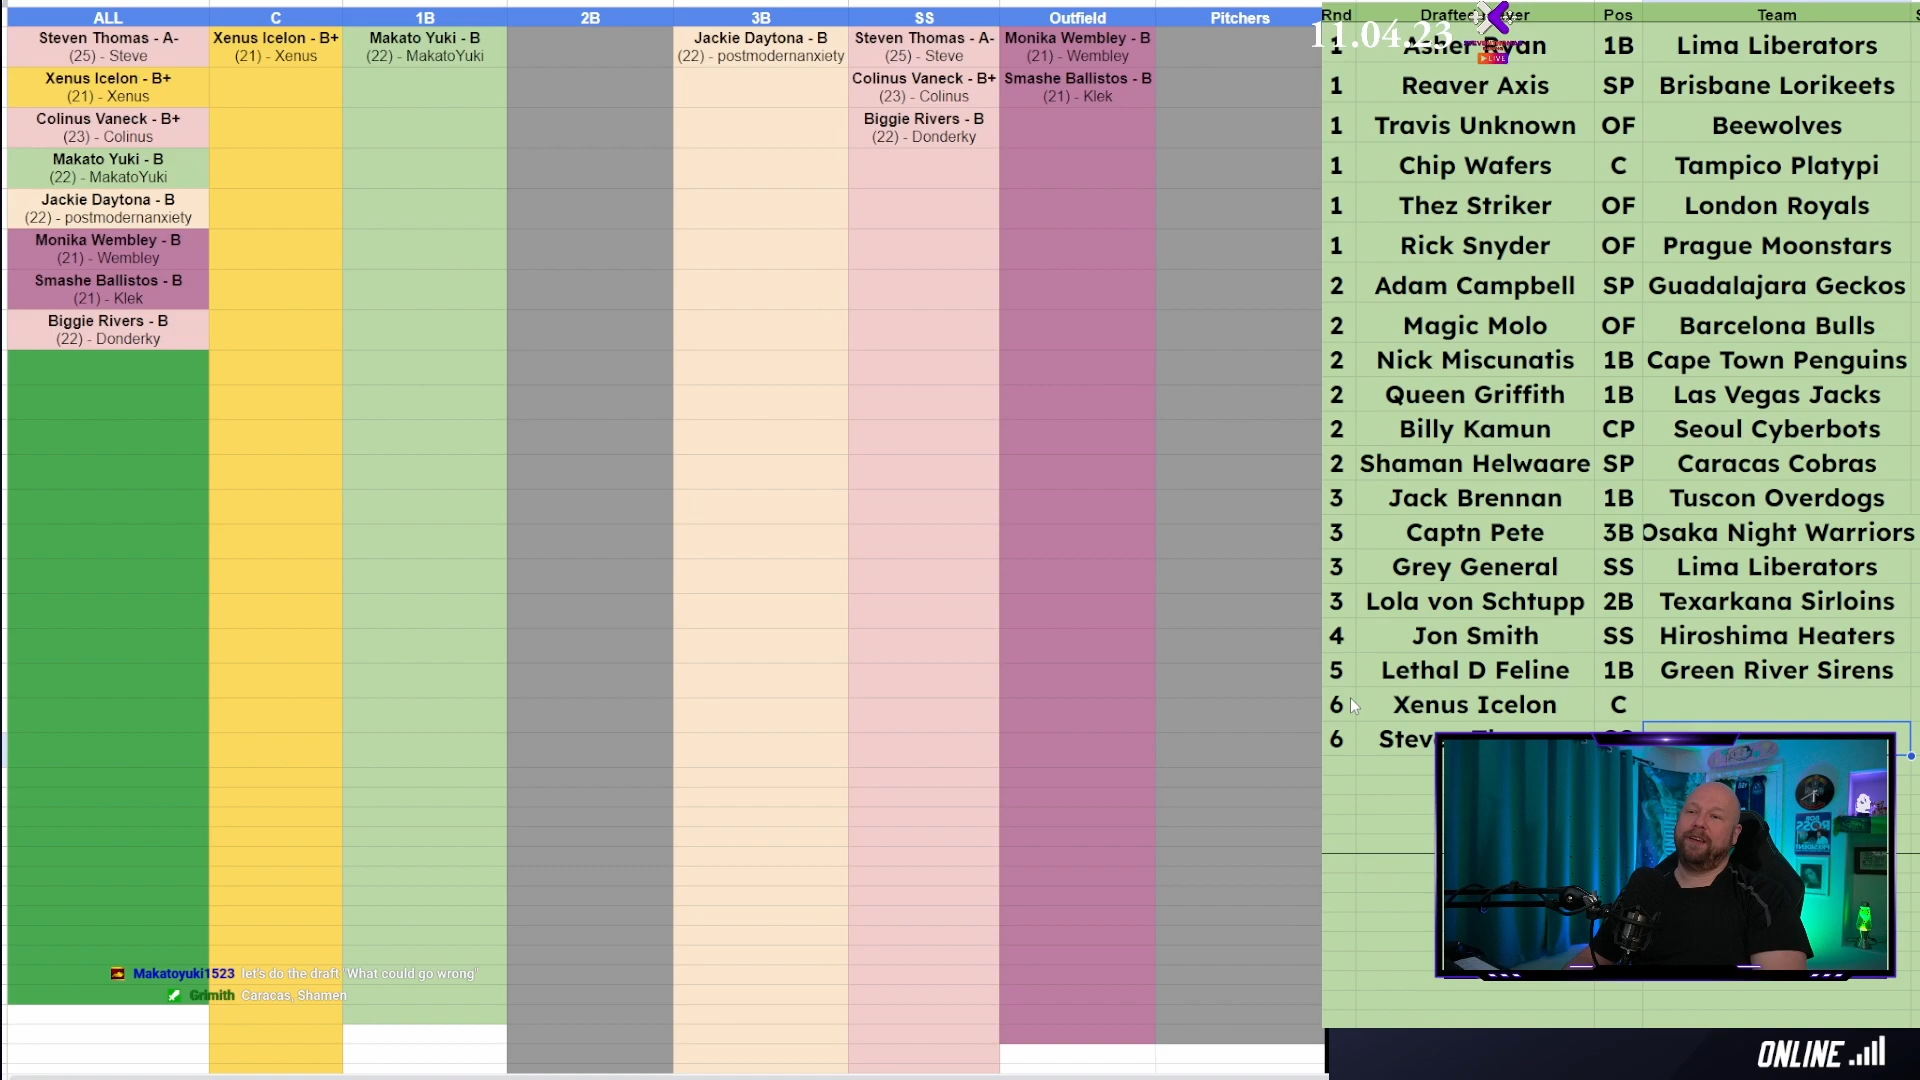 ALL C 1B 2B 3B SS Outfield Pitchers
Steven Thomas - A-
(25) - Steve
Xenus Icelon - B+
(21) - Xenus
Colinus Vaneck - B+
(23) - Colinus
Makato Yuki - B
(22) - MakatoYuki
Jackie Daytona - B
(22) - postmodernanxiety
Monika Wembley - B
(21) - Wembley
Smashe Ballistos - B
(21) - Klek
Biggie Rivers - B
(22) - Donderky
Xenus Icelon - B+
(21) - Xenus
Makato Yuki - B
(22) - MakatoYuki
Jackie Daytona - B
(22) - postmodernanxiety
Steven Thomas - A-
(25) - Steve
Colinus Vaneck - B+
(23) - Colinus
Biggie Rivers - B
(22) - Donderky
Monika Wembley - B
(21) - Wembley
Smashe Ballistos - B
(21) - Klek
Makatoyuki1523 let's do the draft "What could go wrong"
Grimith Caracas, Shamen
Rnd Pos Team
11.04.23
LIVE
1 Asher Ryan 1B Lima Liberators
1 Reaver Axis SP Brisbane Lorikeets
1 Travis Unknown OF Beewolves
1 Chip Wafers C Tampico Platypi
1 Thez Striker OF London Royals
1 Rick Snyder OF Prague Moonstars
2 Adam Campbell SP Guadalajara Geckos
2 Magic Molo OF Barcelona Bulls
2 Nick Miscunatis 1B Cape Town Penguins
2 Queen Griffith 1B Las Vegas Jacks
2 Billy Kamun CP Seoul Cyberbots
2 Shaman Helwaare SP Caracas Cobras
3 Jack Brennan 1B Tuscon Overdogs
3 Captn Pete 3B Osaka Night Warriors
3 Grey General SS Lima Liberators
3 Lola von Schtupp 2B Texarkana Sirloins
4 Jon Smith SS Hiroshima Heaters
5 Lethal D Feline 1B Green River Sirens
6 Xenus Icelon C
6
ONLINE